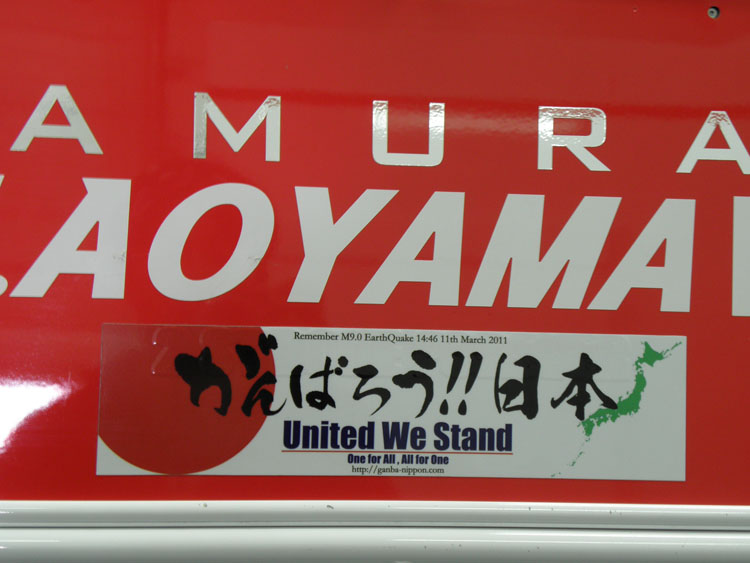 AMURA
.AOYAMA
Remember M9.0 EarthQuake 14:46 11th March 2011
がんばろう!!日本
United We Stand
One for All , All for One
http://ganba-nippon.com